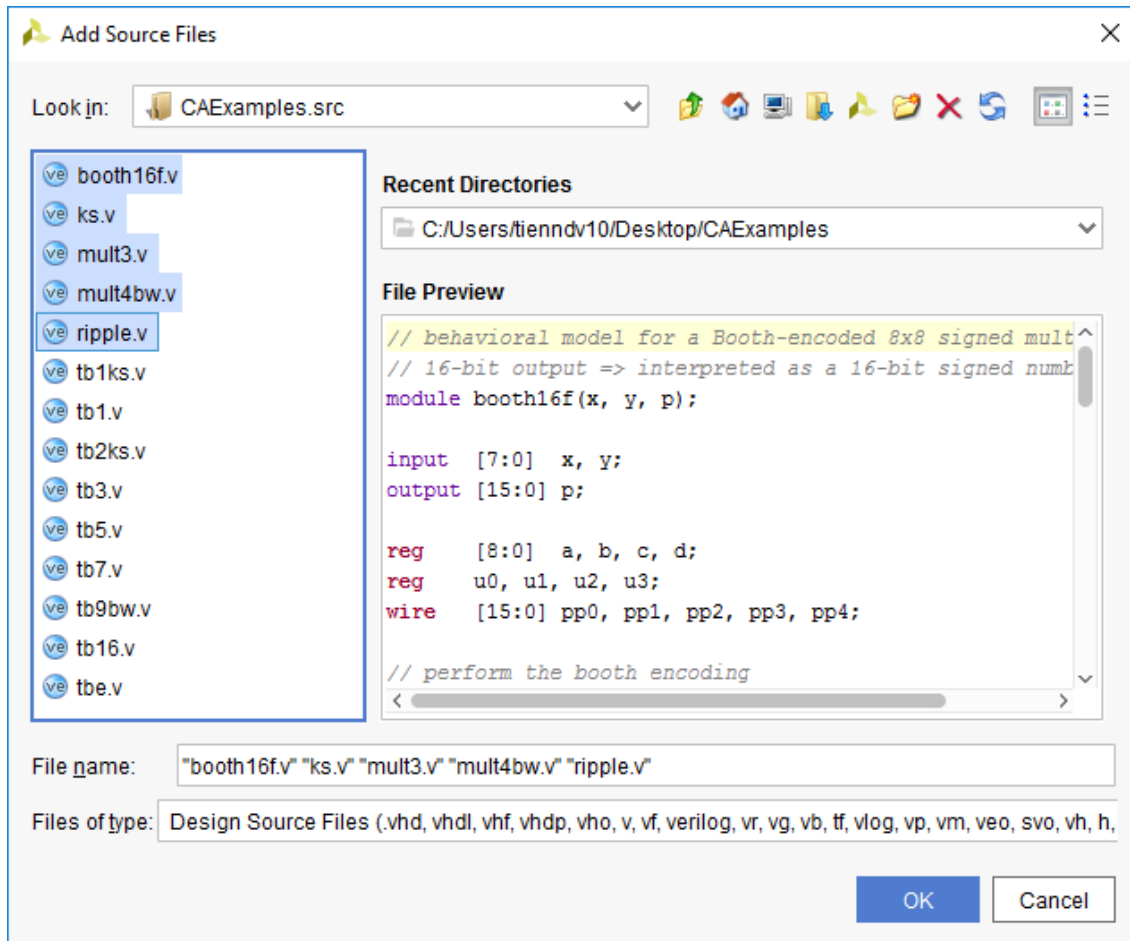 Add Source Files
Look in: CAExamples.src
booth16f.v
ks.v
mult3.v
mult4bw.v
ripple.v
tb1ks.v
tb1.v
tb2ks.v
tb3.v
tb5.v
tb7.v
tb9bw.v
tb16.v
tbe.v
Recent Directories
C:/Users/tienndv10/Desktop/CAExamples
File Preview
// behavioral model for a Booth-encoded 8x8 signed mult
// 16-bit output => interpreted as a 16-bit signed numb
module booth16f(x, y, p);
input [7:0] x, y;
output [15:0] p;
reg [8:0] a, b, c, d;
reg u0, u1, u2, u3;
wire [15:0] pp0, pp1, pp2, pp3, pp4;
// perform the booth encoding
File name: "booth16f.v" "ks.v" "mult3.v" "mult4bw.v" "ripple.v"
Files of type: Design Source Files (.vhd, vhdl, vhf, vhdp, vho, v, vf, verilog, vr, vg, vb, tf, vlog, vp, vm, veo, svo, vh, h,
OK Cancel